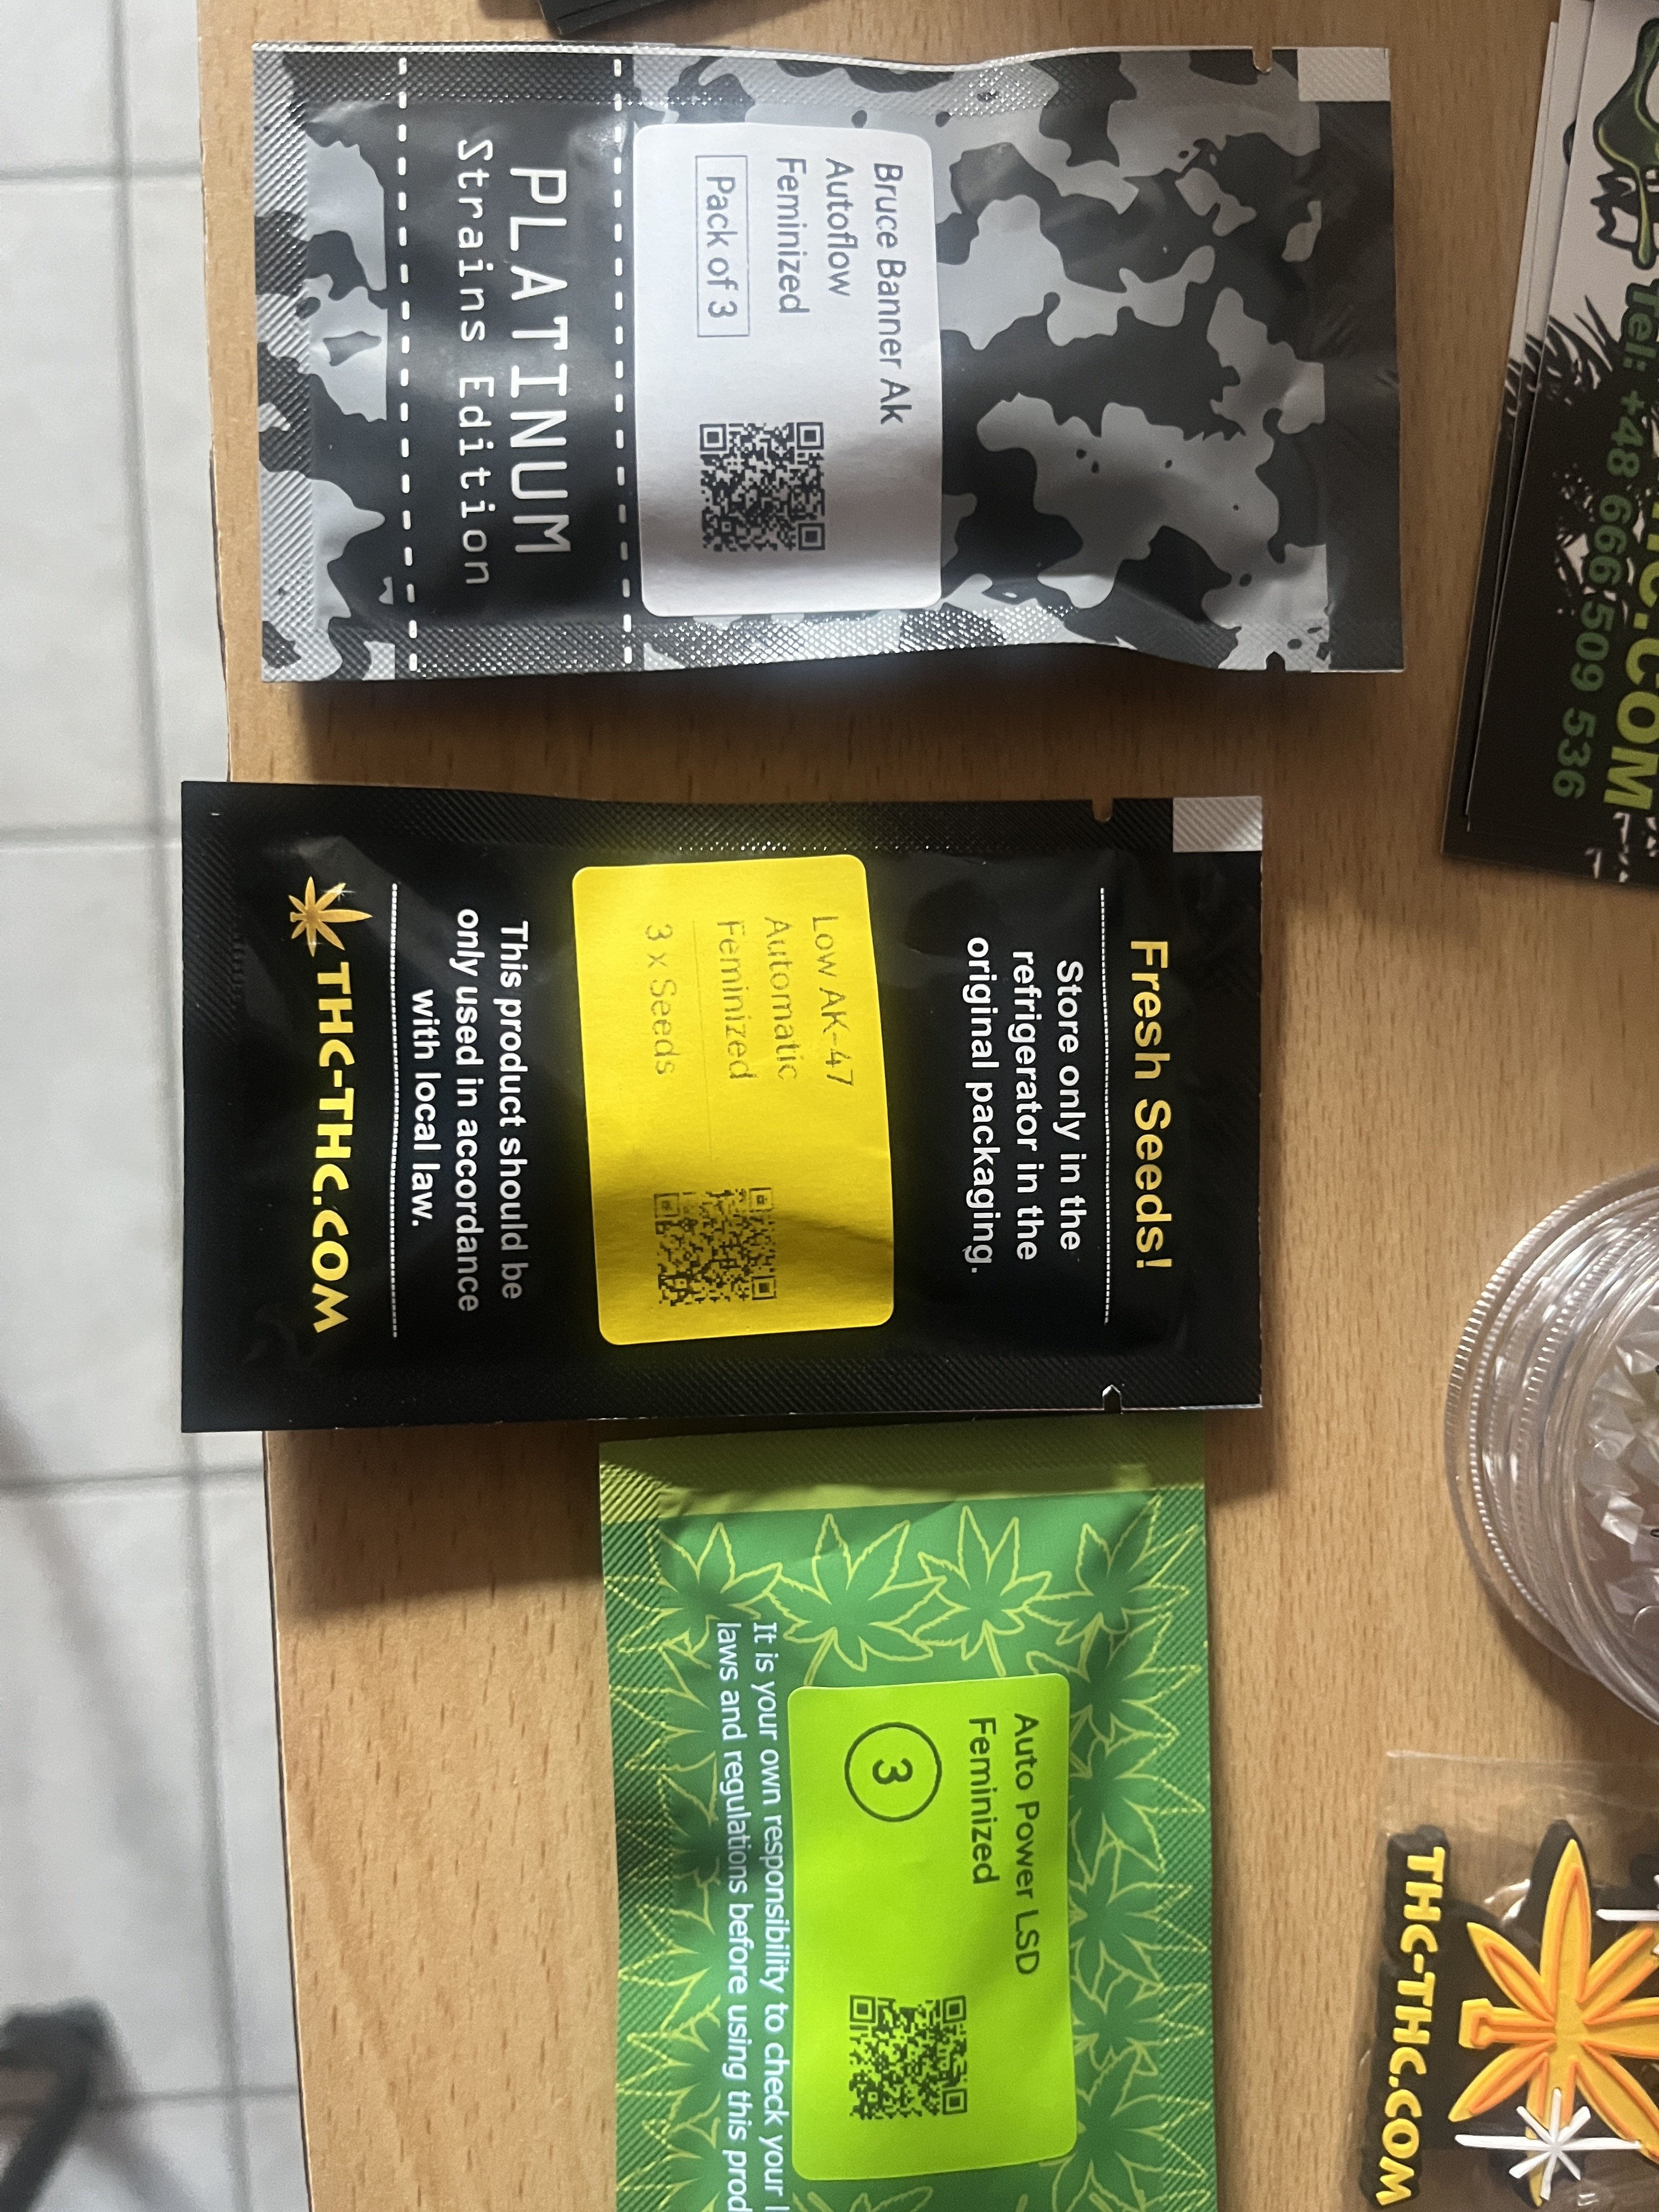 Bruce Banner Ak
Autoflow
Feminized
Pack of 3
PLATINUM
Strains Edition
Fresh Seeds!
Store only in the
refrigerator in the
original packaging.
Low AK-47
Automatic
Feminized
3 x Seeds
This product should be
only used in accordance
with local law.
THC-THC.COM
Auto Power LSD
Feminized
3
It is your own responsibility to check your
laws and regulations before using this
.COM
Tel: +48 666 509 536
THC-THC.COM